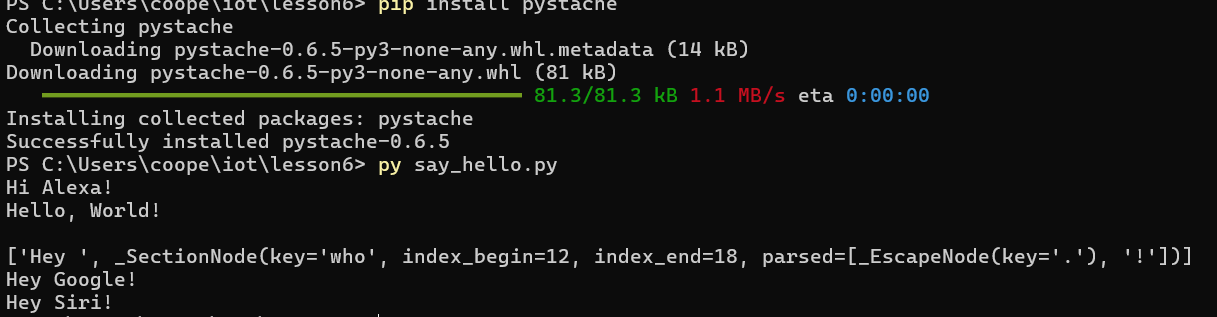 PS C:\Users\coope\iot\lesson6> pip install pystache
Collecting pystache
  Downloading pystache-0.6.5-py3-none-any.whl.metadata (14 kB)
Downloading pystache-0.6.5-py3-none-any.whl (81 kB)
81.3/81.3 kB 1.1 MB/s eta 0:00:00
Installing collected packages: pystache
Successfully installed pystache-0.6.5
PS C:\Users\coope\iot\lesson6> py say_hello.py
Hi Alexa!
Hello, World!
['Hey ', _SectionNode(key='who', index_begin=12, index_end=18, parsed=[_EscapeNode(key='.'), '!'])]
Hey Google!
Hey Siri!